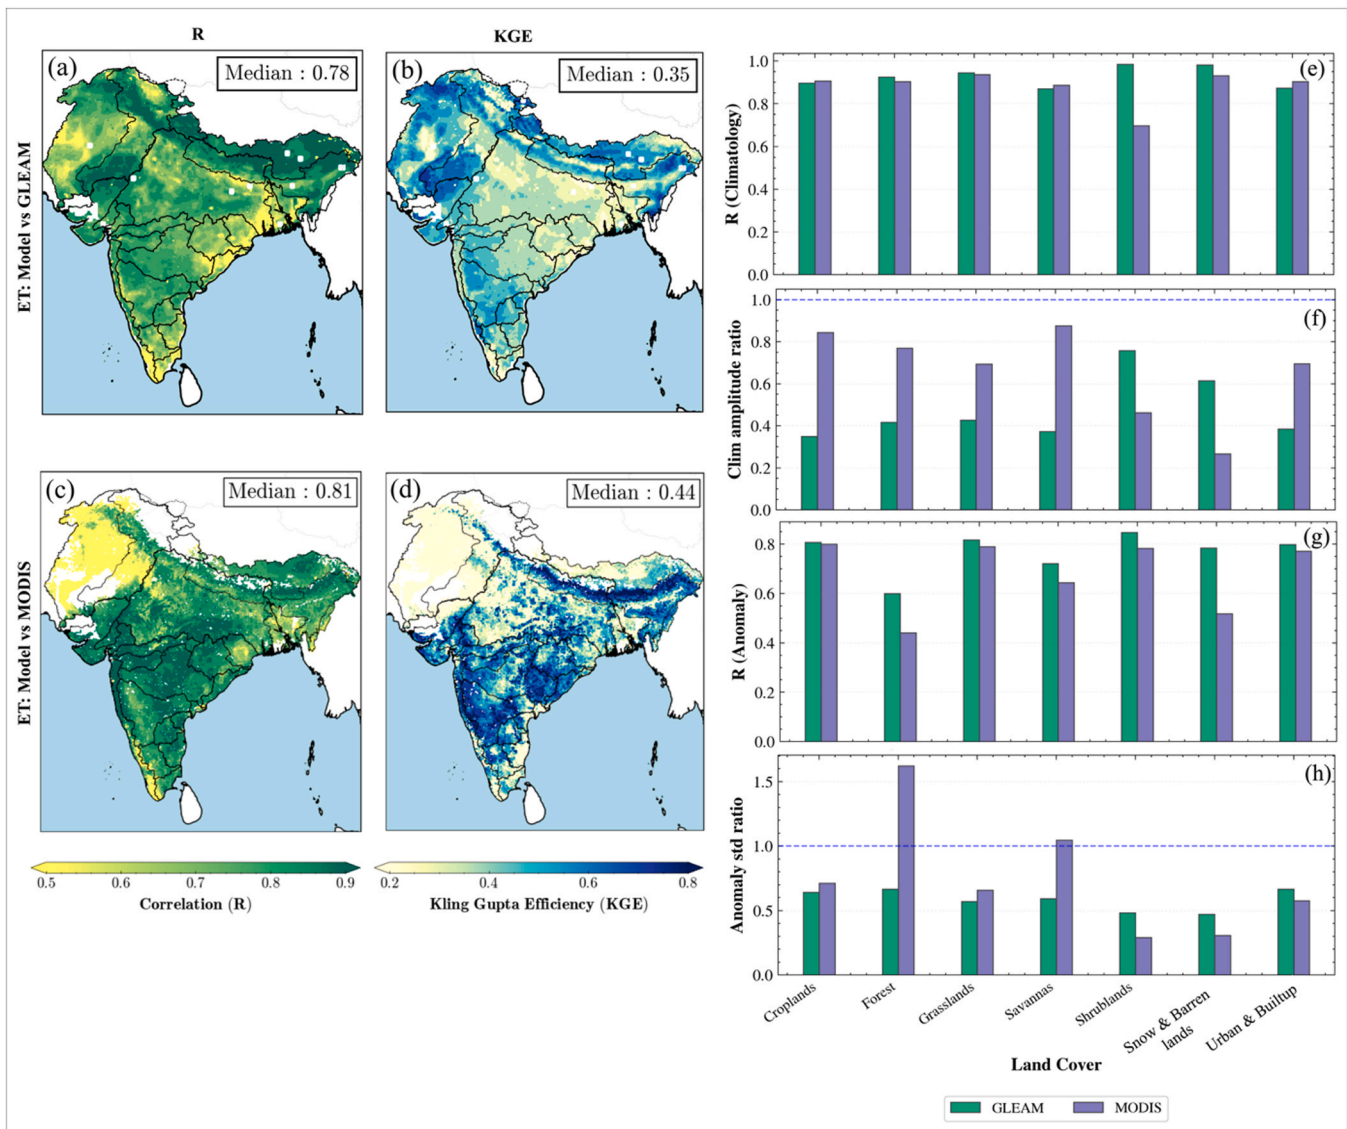 R
KGE
ET: Model vs GLEAM
(a)
Median : 0.78
(b)
Median : 0.35
ET: Model vs MODIS
(c)
Median : 0.81
(d)
Median : 0.44
0.5 0.6 0.7 0.8 0.9
Correlation (R)
0.2 0.4 0.6 0.8
Kling Gupta Efficiency (KGE)
R (Climatology)
1.0
0.8
0.6
0.4
0.2
0.0
(e)
Clim amplitude ratio
1.0
0.8
0.6
0.4
0.2
0.0
(f)
R (Anomaly)
0.8
0.6
0.4
0.2
0.0
(g)
Anomaly std ratio
1.5
1.0
0.5
0.0
(h)
Croplands
Forest
Grasslands
Savannas
Shrublands
Snow & Barren
lands
Urban & Builtup
Land Cover
GLEAM
MODIS